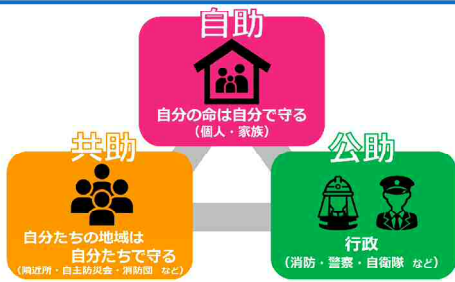 自助
自分の命は自分で守る
（個人・家族）
共助
自分たちの地域は
自分たちで守る
（隣近所・自主防災会・消防団 など）
公助
行政
（消防・警察・自衛隊 など）